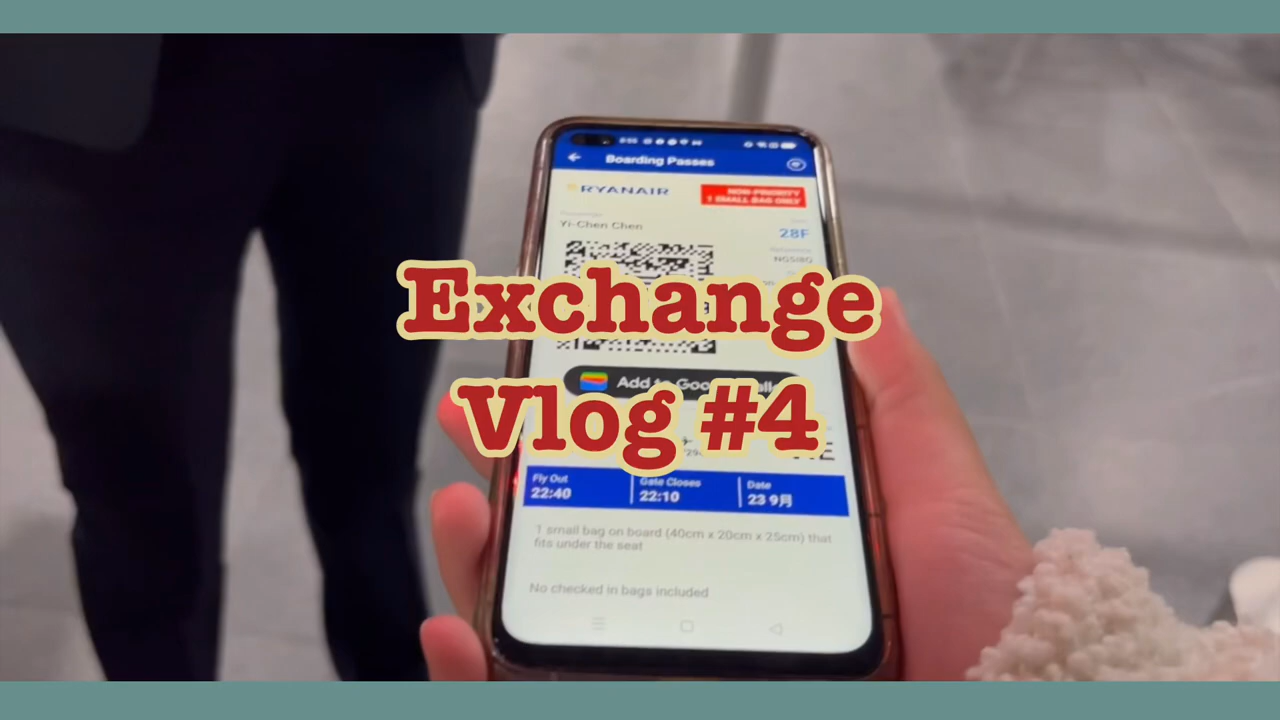 Boarding Passes
RYANAIR
NON-PRIORITY
1 SMALL BAG ONLY
Yi-Chen Chen
28F
Exchange
Add to
Vlog #4
Fly Out
Gate Closes
Date
22:40
22:10
23 9月
1 small bag on board (40cm x 20cm x 25cm) that
fits under the seat
No checked in bags included